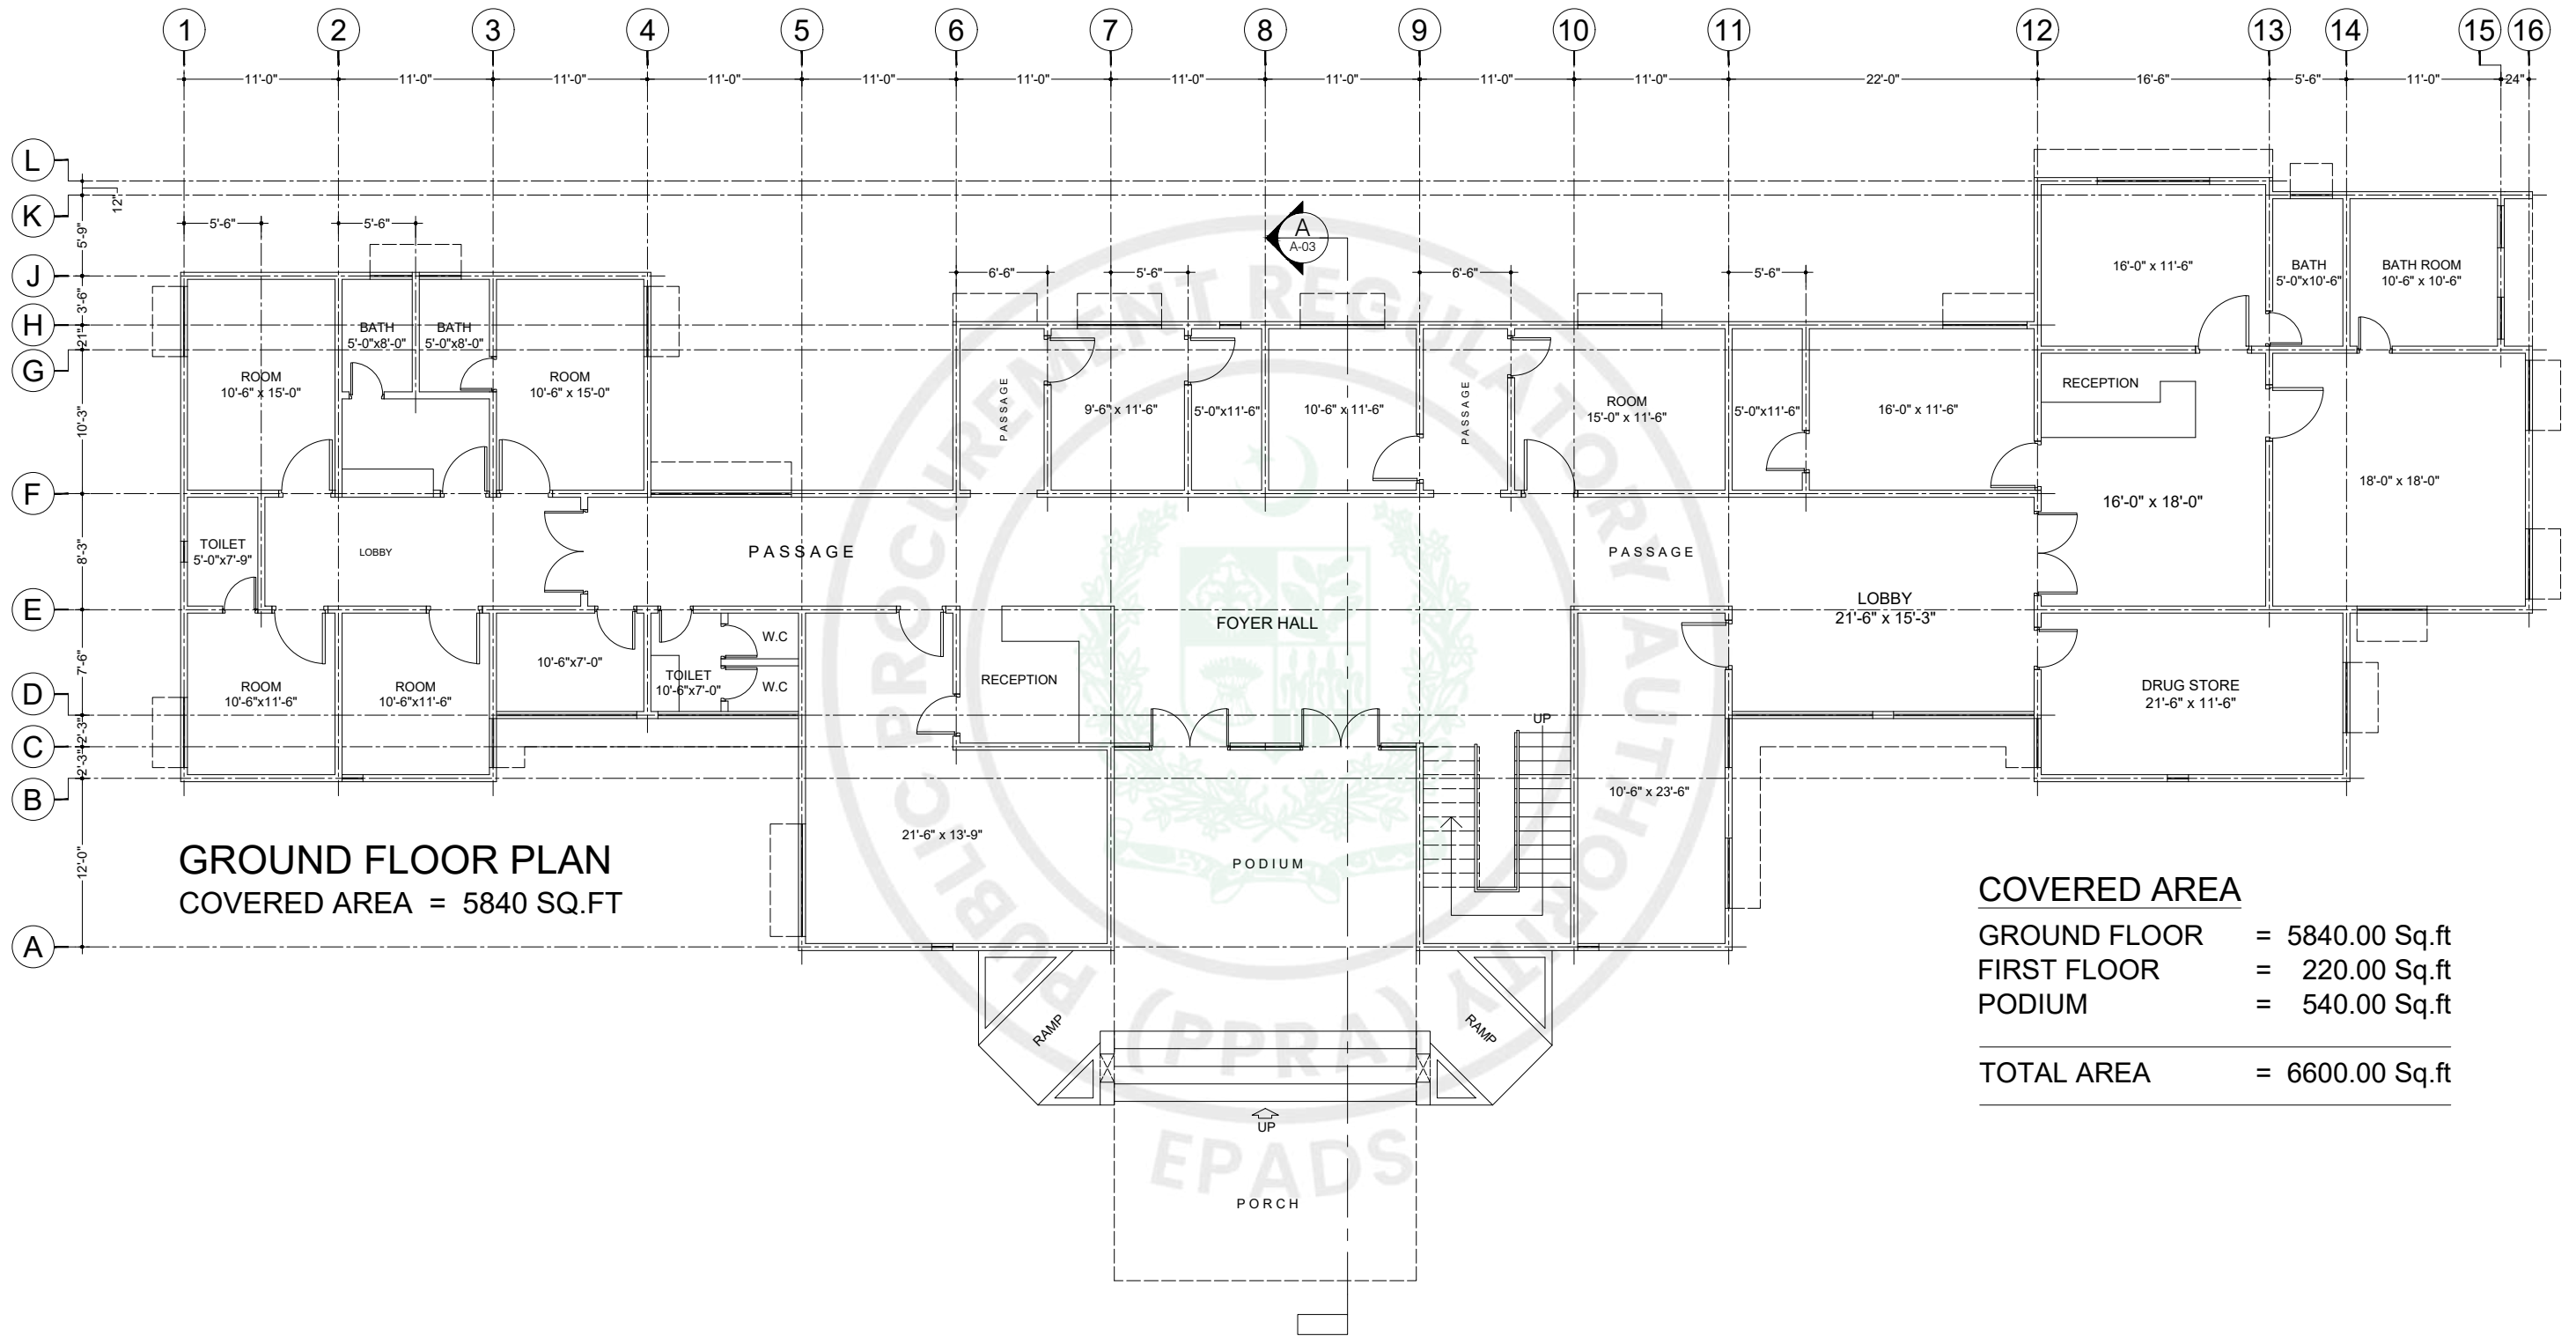 1 2 3 4 5 6 7 8 9 10 11 12 13 14 15 16
11'-0" 11'-0" 11'-0" 11'-0" 11'-0" 11'-0" 11'-0" 11'-0" 11'-0" 11'-0" 22'-0" 16'-6" 5'-6" 11'-0" 24"
L
K
J
H
G
F
E
D
C
B
A
12"
5'-9"
3'-6"
21"
10'-3"
8'-3"
7'-6"
2'-3"
2'-3"
12'-0"
5'-6" 5'-6"
6'-6" 5'-6" 6'-6" 5'-6"
A
A-03
ROOM
10'-6" x 15'-0"
BATH
5'-0"x8'-0"
BATH
5'-0"x8'-0"
ROOM
10'-6" x 15'-0"
PASSAGE
9'-6" x 11'-6"
5'-0"x11'-6"
10'-6" x 11'-6"
PASSAGE
ROOM
15'-0" x 11'-6"
5'-0"x11'-6"
16'-0" x 11'-6"
16'-0" x 11'-6"
BATH
5'-0"x10'-6"
BATH ROOM
10'-6" x 10'-6"
RECEPTION
16'-0" x 18'-0"
18'-0" x 18'-0"
TOILET
5'-0"x7'-9"
LOBBY
PASSAGE
PASSAGE
LOBBY
21'-6" x 15'-3"
FOYER HALL
ROOM
10'-6"x11'-6"
ROOM
10'-6"x11'-6"
10'-6"x7'-0"
TOILET
10'-6"x7'-0"
W.C
W.C
RECEPTION
UP
DRUG STORE
21'-6" x 11'-6"
21'-6" x 13'-9"
PODIUM
10'-6" x 23'-6"
RAMP
RAMP
UP
PORCH
GROUND FLOOR PLAN
COVERED AREA = 5840 SQ.FT
COVERED AREA
GROUND FLOOR = 5840.00 Sq.ft
FIRST FLOOR = 220.00 Sq.ft
PODIUM = 540.00 Sq.ft
TOTAL AREA = 6600.00 Sq.ft
PUBLIC PROCUREMENT REGULATORY AUTHORITY
(PPRA)
EPADS